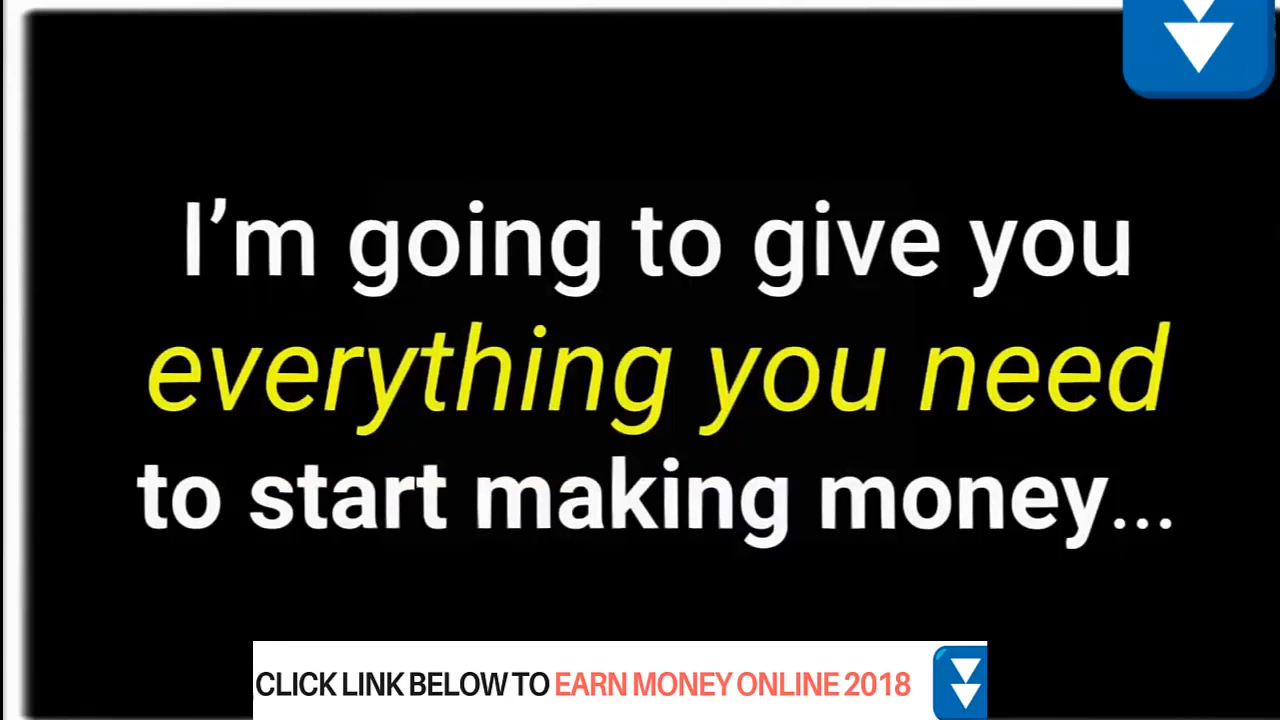 I’m going to give you
everything you need
to start making money...
CLICK LINK BELOW TO EARN MONEY ONLINE 2018